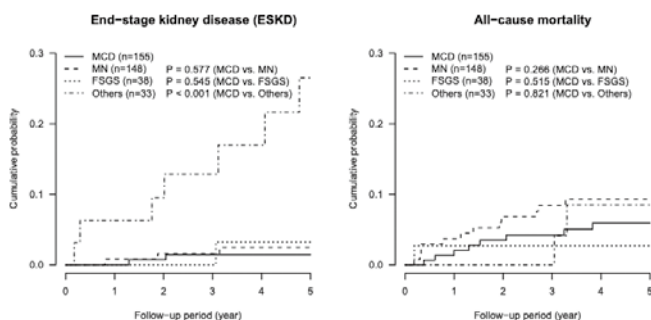 End−stage kidney disease (ESKD)
0.3
0.2
0.1
0.0
Cumulative probability
MCD (n=155)
MN (n=148) P = 0.577 (MCD vs. MN)
FSGS (n=38) P = 0.545 (MCD vs. FSGS)
Others (n=33) P < 0.001 (MCD vs. Others)
0 1 2 3 4 5
Follow−up period (year)
All−cause mortality
0.3
0.2
0.1
0.0
Cumulative probability
MCD (n=155)
MN (n=148) P = 0.266 (MCD vs. MN)
FSGS (n=38) P = 0.515 (MCD vs. FSGS)
Others (n=33) P = 0.821 (MCD vs. Others)
0 1 2 3 4 5
Follow−up period (year)